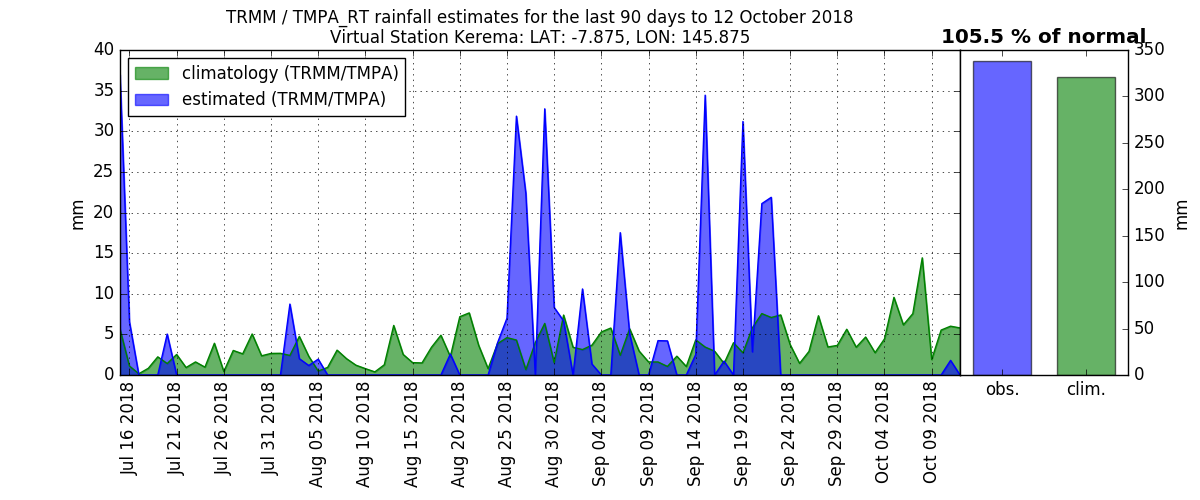 TRMM / TMPA_RT rainfall estimates for the last 90 days to 12 October 2018
Virtual Station Kerema: LAT: -7.875, LON: 145.875
105.5 % of normal
climatology (TRMM/TMPA)
estimated (TRMM/TMPA)
40
35
30
25
20
15
10
5
0
mm
Jul 16 2018
Jul 21 2018
Jul 26 2018
Jul 31 2018
Aug 05 2018
Aug 10 2018
Aug 15 2018
Aug 20 2018
Aug 25 2018
Aug 30 2018
Sep 04 2018
Sep 09 2018
Sep 14 2018
Sep 19 2018
Sep 24 2018
Sep 29 2018
Oct 04 2018
Oct 09 2018
obs.
clim.
350
300
250
200
150
100
50
0
mm